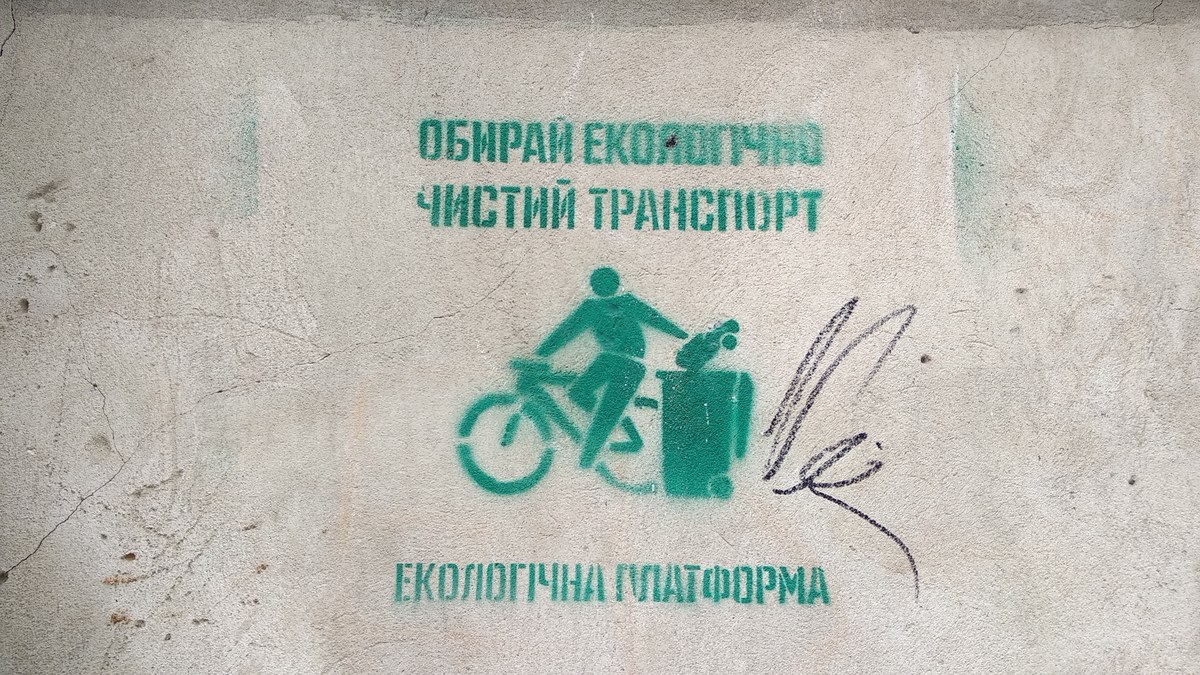 ОБИРАЙ ЕКОЛОГІЧНО
ЧИСТИЙ ТРАНСПОРТ
ЕКОЛОГІЧНА ПЛАТФОРМА